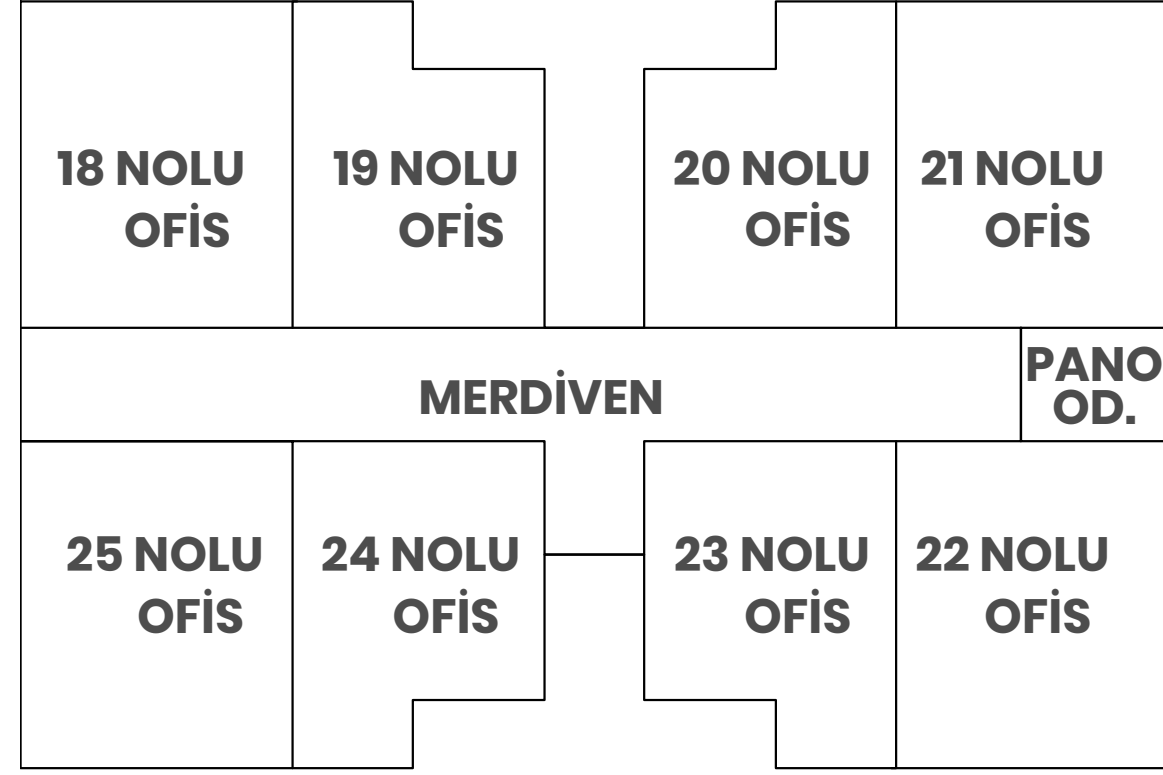 18 NOLU
OFİS
19 NOLU
OFİS
20 NOLU
OFİS
21 NOLU
OFİS
MERDİVEN
PANO
OD.
25 NOLU
OFİS
24 NOLU
OFİS
23 NOLU
OFİS
22 NOLU
OFİS